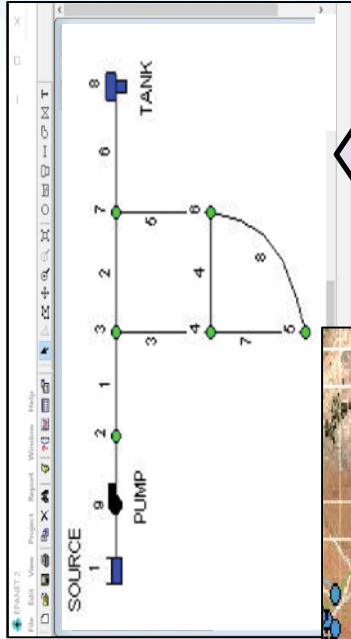 EPANET 2
File Edit View Project Report Window Help
T
SOURCE
1 9 2 1 3 2 7 6 8
PUMP TANK
3 5
4 4 6
7 8
5